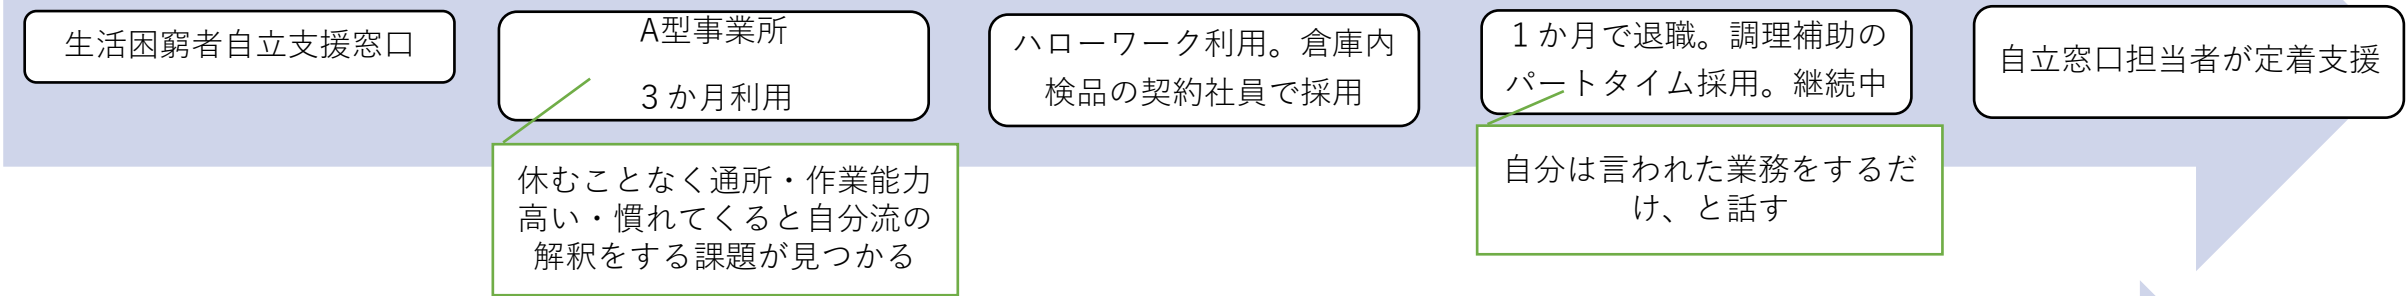 生活困窮者自立支援窓口
A型事業所
３か月利用
休むことなく通所・作業能力
高い・慣れてくると自分流の
解釈をする課題が見つかる
ハローワーク利用。倉庫内
検品の契約社員で採用
１か月で退職。調理補助の
パートタイム採用。継続中
自分は言われた業務をするだ
け、と話す
自立窓口担当者が定着支援